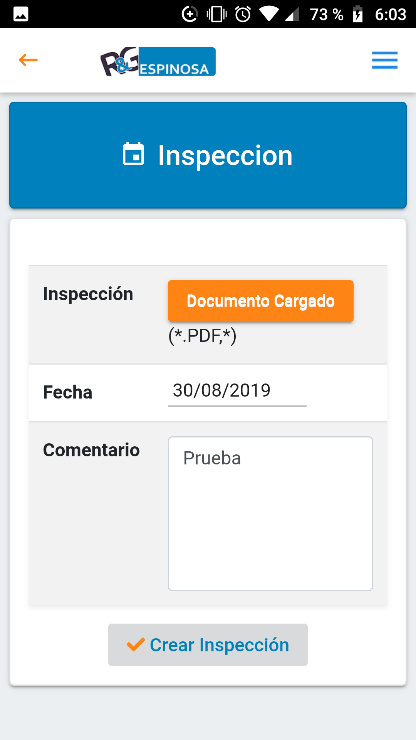 73 % 6:03
R&G ESPINOSA
Inspeccion
Inspección
Documento Cargado
(*.PDF,*)
Fecha
30/08/2019
Comentario
Prueba
Crear Inspección